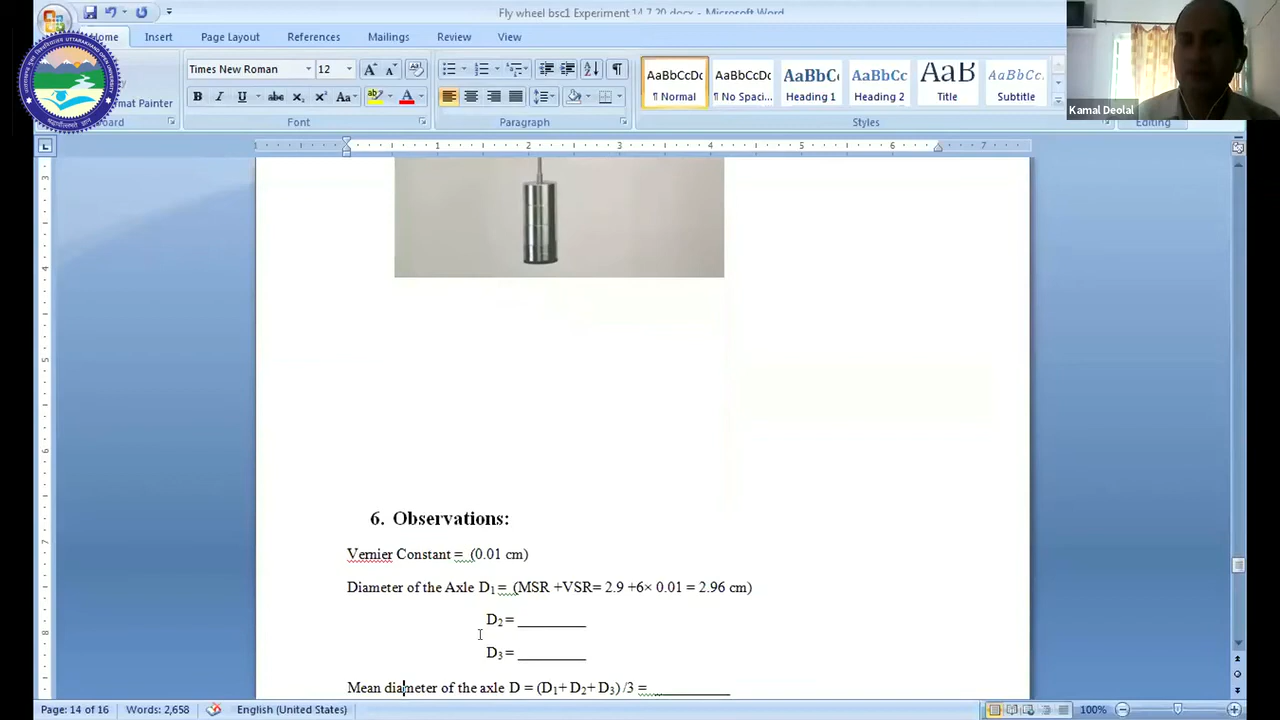 Fly wheel bsc1 Experiment 14.7.20.docx - Microsoft Word
Home Insert Page Layout References Mailings Review View
Times New Roman 12
AaBbCcDc AaBbCcDc AaBbC AaBbCc AaB AaBbCc.
¶ Normal ¶ No Spaci... Heading 1 Heading 2 Title Subtitle
Format Painter
Font Paragraph Styles Editing
Kamal Deolal
6. Observations:
Vernier Constant = (0.01 cm)
Diameter of the Axle D1 = (MSR +VSR= 2.9 +6× 0.01 = 2.96 cm)
D2 = ________
D3 = ________
Mean diameter of the axle D = (D1+ D2+ D3) /3 = _________
Page: 14 of 16 Words: 2,658 English (United States) 100%